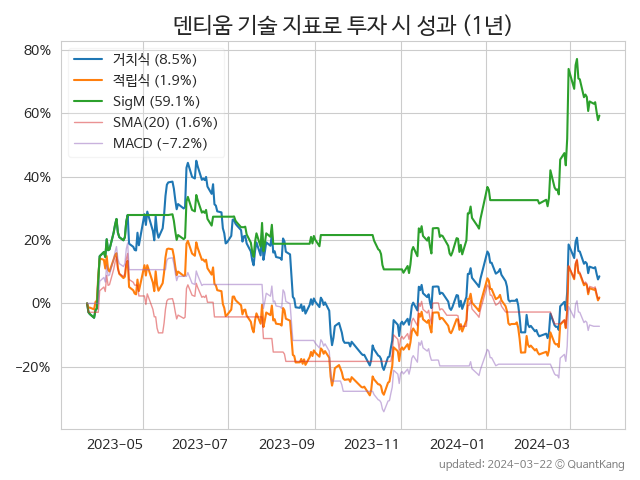 덴티움 기술 지표로 투자 시 성과 (1년)
80%
60%
40%
20%
0%
−20%
거치식 (8.5%)
적립식 (1.9%)
SigM (59.1%)
SMA(20) (1.6%)
MACD (−7.2%)
2023-05 2023-07 2023-09 2023-11 2024-01 2024-03
updated: 2024-03-22 © QuantKang